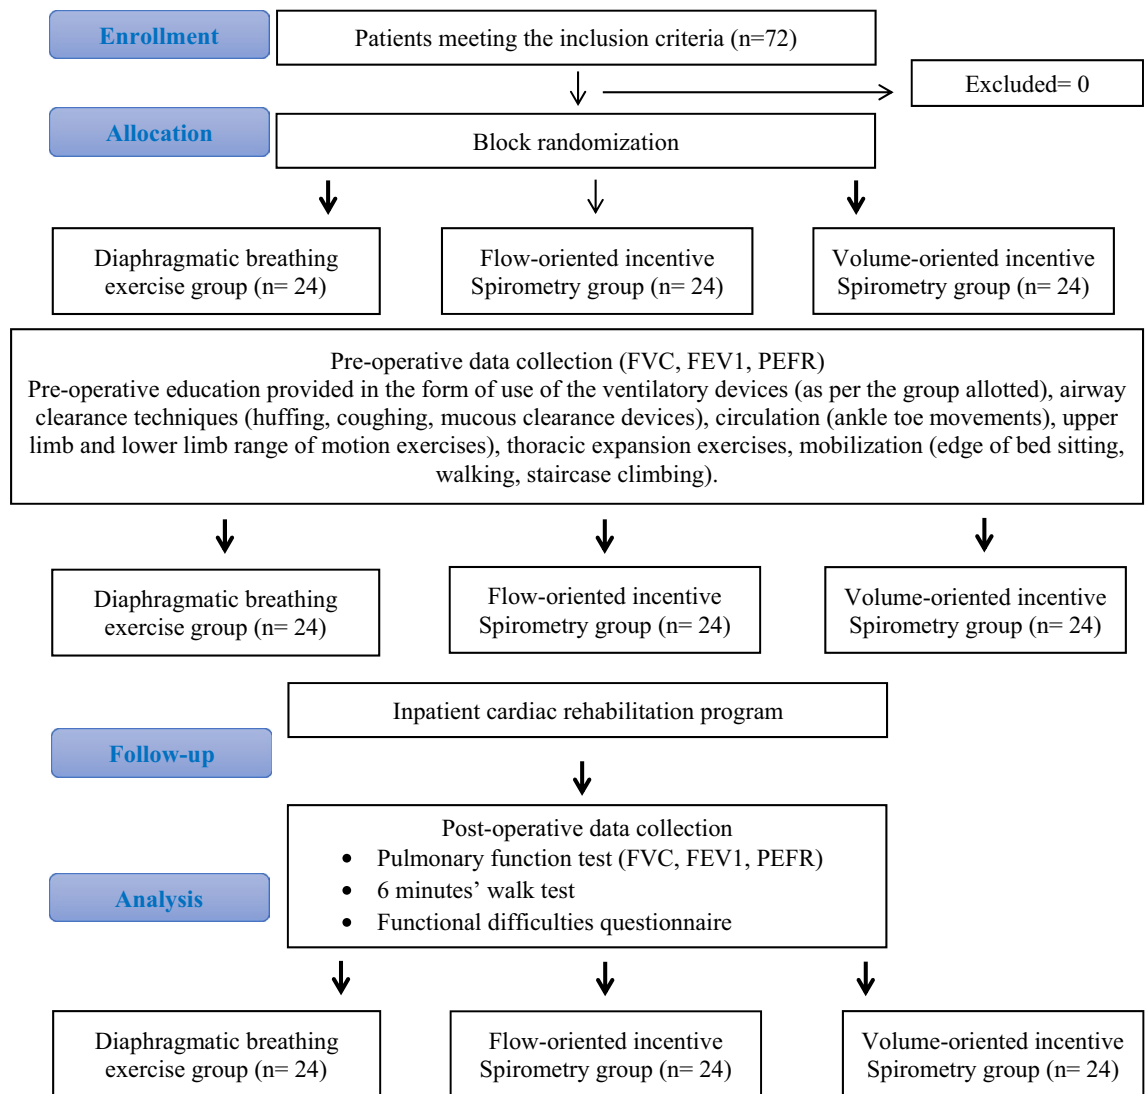 Enrollment
Patients meeting the inclusion criteria (n=72)
Excluded= 0
Allocation
Block randomization
Diaphragmatic breathing
exercise group (n= 24)
Flow-oriented incentive
Spirometry group (n= 24)
Volume-oriented incentive
Spirometry group (n= 24)
Pre-operative data collection (FVC, FEV1, PEFR)
Pre-operative education provided in the form of use of the ventilatory devices (as per the group allotted), airway
clearance techniques (huffing, coughing, mucous clearance devices), circulation (ankle toe movements), upper
limb and lower limb range of motion exercises), thoracic expansion exercises, mobilization (edge of bed sitting,
walking, staircase climbing).
Diaphragmatic breathing
exercise group (n= 24)
Flow-oriented incentive
Spirometry group (n= 24)
Volume-oriented incentive
Spirometry group (n= 24)
Inpatient cardiac rehabilitation program
Follow-up
Post-operative data collection
• Pulmonary function test (FVC, FEV1, PEFR)
• 6 minutes’ walk test
• Functional difficulties questionnaire
Analysis
Diaphragmatic breathing
exercise group (n= 24)
Flow-oriented incentive
Spirometry group (n= 24)
Volume-oriented incentive
Spirometry group (n= 24)